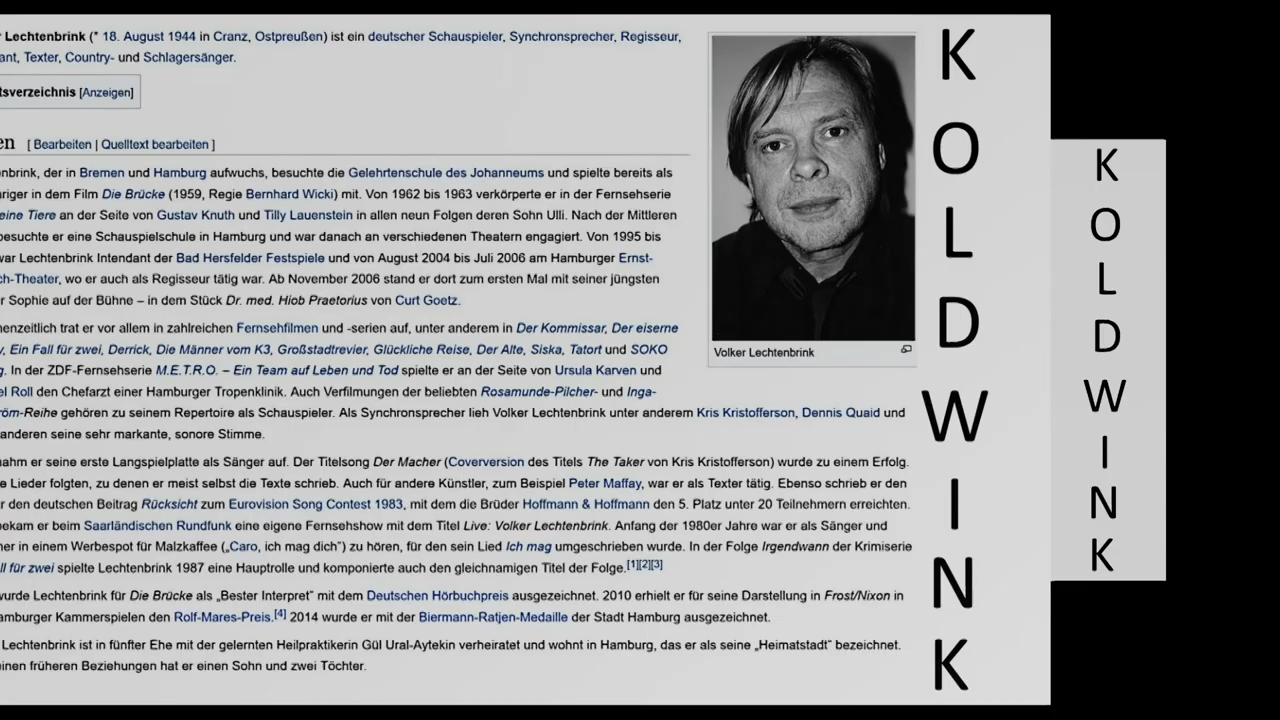 Lechtenbrink (* 18. August 1944 in Cranz, Ostpreußen) ist ein deutscher Schauspieler, Synchronsprecher, Regisseur,
Texter, Country- und Schlagersänger.
[Anzeigen]
[ Bearbeiten | Quelltext bearbeiten ]
der in Bremen und Hamburg aufwuchs, besuchte die Gelehrtenschule des Johanneums und spielte bereits als
in dem Film Die Brücke (1959, Regie Bernhard Wicki) mit. Von 1962 bis 1963 verkörperte er in der Fernsehserie
Tiere an der Seite von Gustav Knuth und Tilly Lauenstein in allen neun Folgen deren Sohn Ulli. Nach der Mittleren
besuchte er eine Schauspielschule in Hamburg und war danach an verschiedenen Theatern engagiert. Von 1995 bis
war Lechtenbrink Intendant der Bad Hersfelder Festspiele und von August 2004 bis Juli 2006 am Hamburger Ernst-
wo er auch als Regisseur tätig war. Ab November 2006 stand er dort zum ersten Mal mit seiner jüngsten
Sophie auf der Bühne – in dem Stück Dr. med. Hiob Praetorius von Curt Goetz.
trat er vor allem in zahlreichen Fernsehfilmen und -serien auf, unter anderem in Der Kommissar, Der eiserne
Ein Fall für zwei, Derrick, Die Männer vom K3, Großstadtrevier, Glückliche Reise, Der Alte, Siska, Tatort und SOKO
In der ZDF-Fernsehserie M.E.T.R.O. – Ein Team auf Leben und Tod spielte er an der Seite von Ursula Karven und
Roll den Chefarzt einer Hamburger Tropenklinik. Auch Verfilmungen der beliebten Rosamunde-Pilcher- und Inga-
gehören zu seinem Repertoire als Schauspieler. Als Synchronsprecher lieh Volker Lechtenbrink unter anderem Kris Kristofferson, Dennis Quaid und
anderen seine sehr markante, sonore Stimme.
nahm er seine erste Langspielplatte als Sänger auf. Der Titelsong Der Macher (Coverversion des Titels The Taker von Kris Kristofferson) wurde zu einem Erfolg.
Lieder folgten, zu denen er meist selbst die Texte schrieb. Auch für andere Künstler, zum Beispiel Peter Maffay, war er als Texter tätig. Ebenso schrieb er den
den deutschen Beitrag Rücksicht zum Eurovision Song Contest 1983, mit dem die Brüder Hoffmann & Hoffmann den 5. Platz unter 20 Teilnehmern erreichten.
bekam er beim Saarländischen Rundfunk eine eigene Fernsehshow mit dem Titel Live: Volker Lechtenbrink. Anfang der 1980er Jahre war er als Sänger und
in einem Werbespot für Malzkaffee („Caro, ich mag dich“) zu hören, für den sein Lied Ich mag umgeschrieben wurde. In der Folge Irgendwann der Krimiserie
für zwei spielte Lechtenbrink 1987 eine Hauptrolle und komponierte auch den gleichnamigen Titel der Folge.[1][2][3]
wurde Lechtenbrink für Die Brücke als „Bester Interpret“ mit dem Deutschen Hörbuchpreis ausgezeichnet. 2010 erhielt er für seine Darstellung in Frost/Nixon in
Kammerspielen den Rolf-Mares-Preis.[4] 2014 wurde er mit der Biermann-Ratjen-Medaille der Stadt Hamburg ausgezeichnet.
Lechtenbrink ist in fünfter Ehe mit der gelernten Heilpraktikerin Gül Ural-Aytekin verheiratet und wohnt in Hamburg, das er als seine „Heimatstadt“ bezeichnet.
früheren Beziehungen hat er einen Sohn und zwei Töchter.
Volker Lechtenbrink
KOLDWINK
KOLDWINK